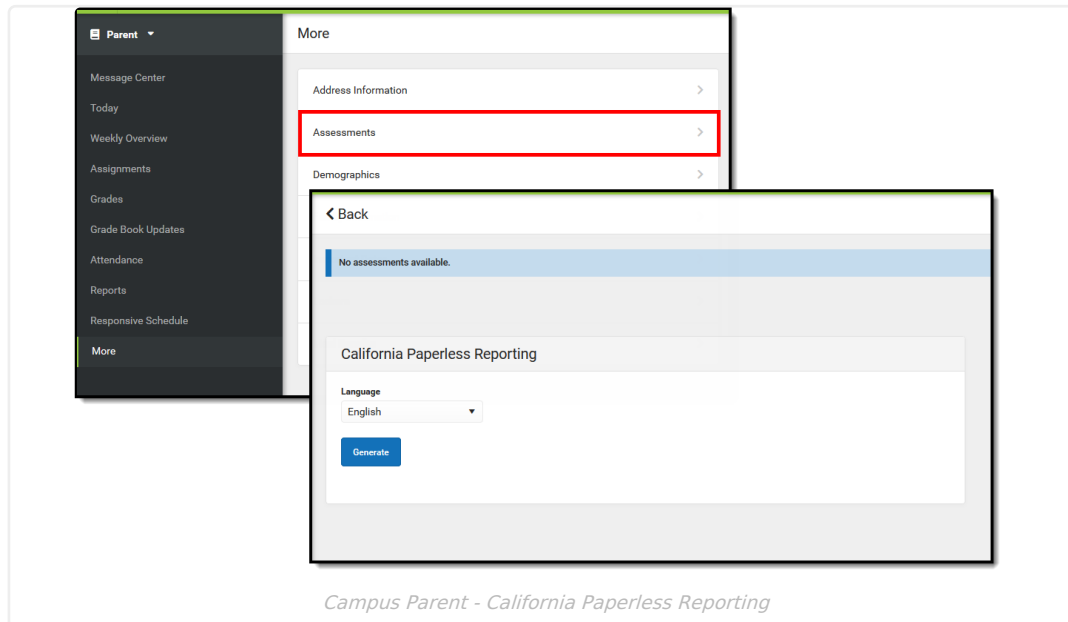 Parent
More
Message Center
Today
Weekly Overview
Assignments
Grades
Grade Book Updates
Attendance
Reports
Responsive Schedule
More
Address Information
Assessments
Demographics
Back
No assessments available.
California Paperless Reporting
Language
English
Generate
Campus Parent - California Paperless Reporting